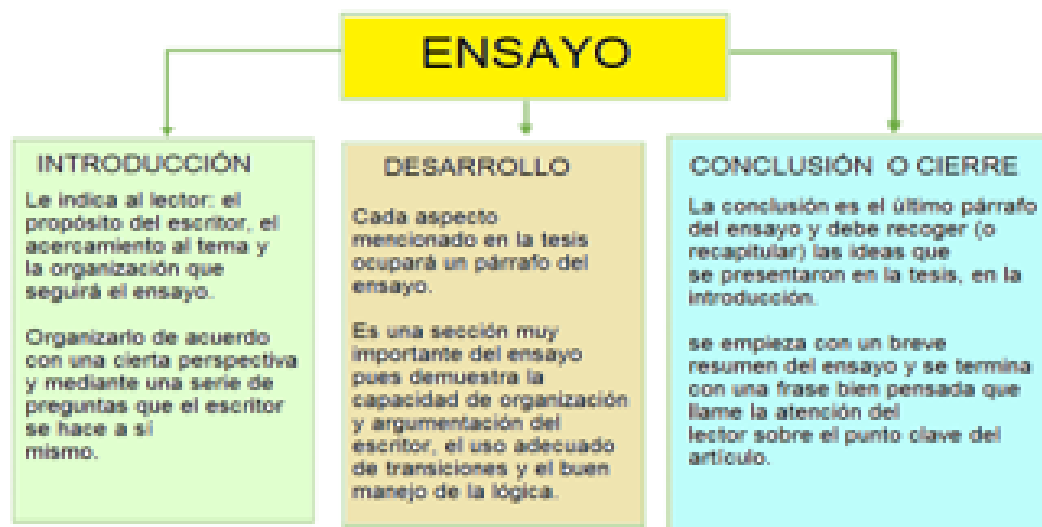 ENSAYO
INTRODUCCIÓN
Le indica al lector: el
propósito del escritor, el
acercamiento al tema y
la organización que
seguirá el ensayo.
Organizarlo de acuerdo
con una cierta perspectiva
y mediante una serie de
preguntas que el escritor
se hace a sí
mismo.
DESARROLLO
Cada aspecto
mencionado en la tesis
ocupará un párrafo del
ensayo.
Es una sección muy
importante del ensayo
pues demuestra la
capacidad de organización
y argumentación del
escritor, el uso adecuado
de transiciones y el buen
manejo de la lógica.
CONCLUSIÓN O CIERRE
La conclusión es el último párrafo
del ensayo y debe recoger (o
recapitular) las ideas que
se presentaron en la tesis, en la
introducción.
se empieza con un breve
resumen del ensayo y se termina
con una frase bien pensada que
llame la atención del
lector sobre el punto clave del
artículo.